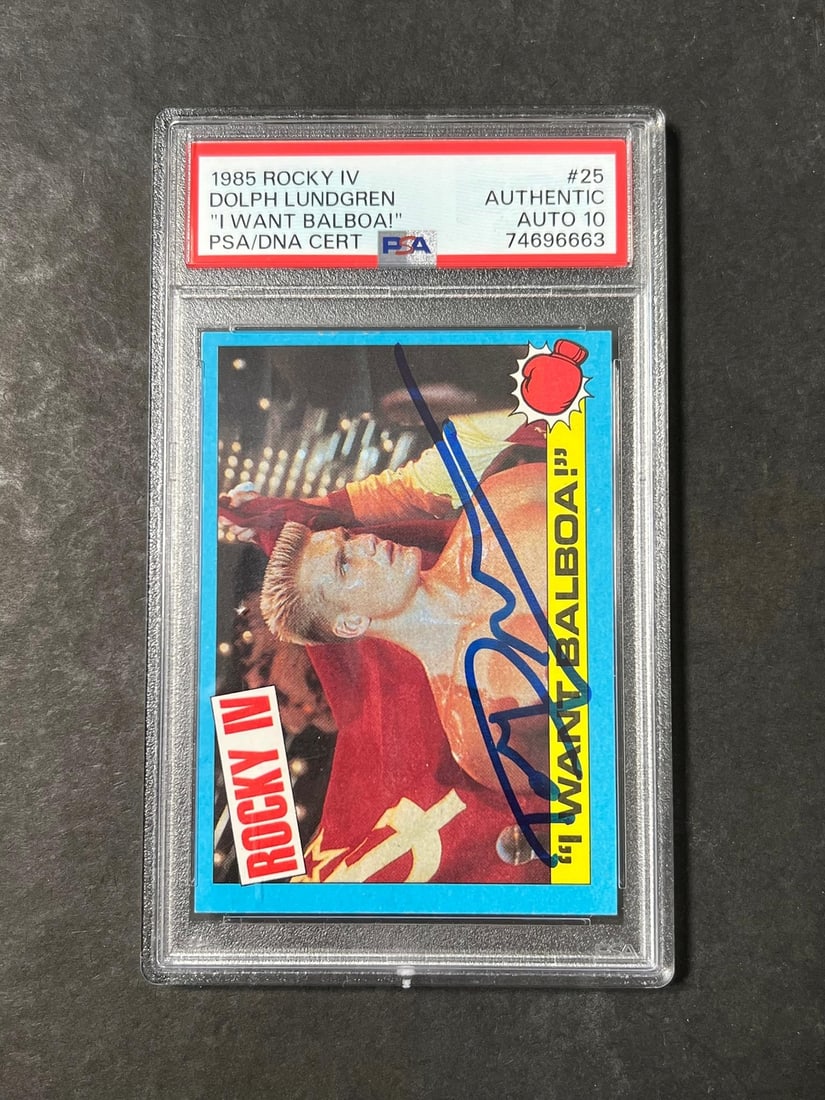 1985 ROCKY IV #25
DOLPH LUNDGREN AUTHENTIC
"I WANT BALBOA!" AUTO 10
PSA/DNA CERT PSA 74696663
ROCKY IV
“I WANT BALBOA!”
PSA